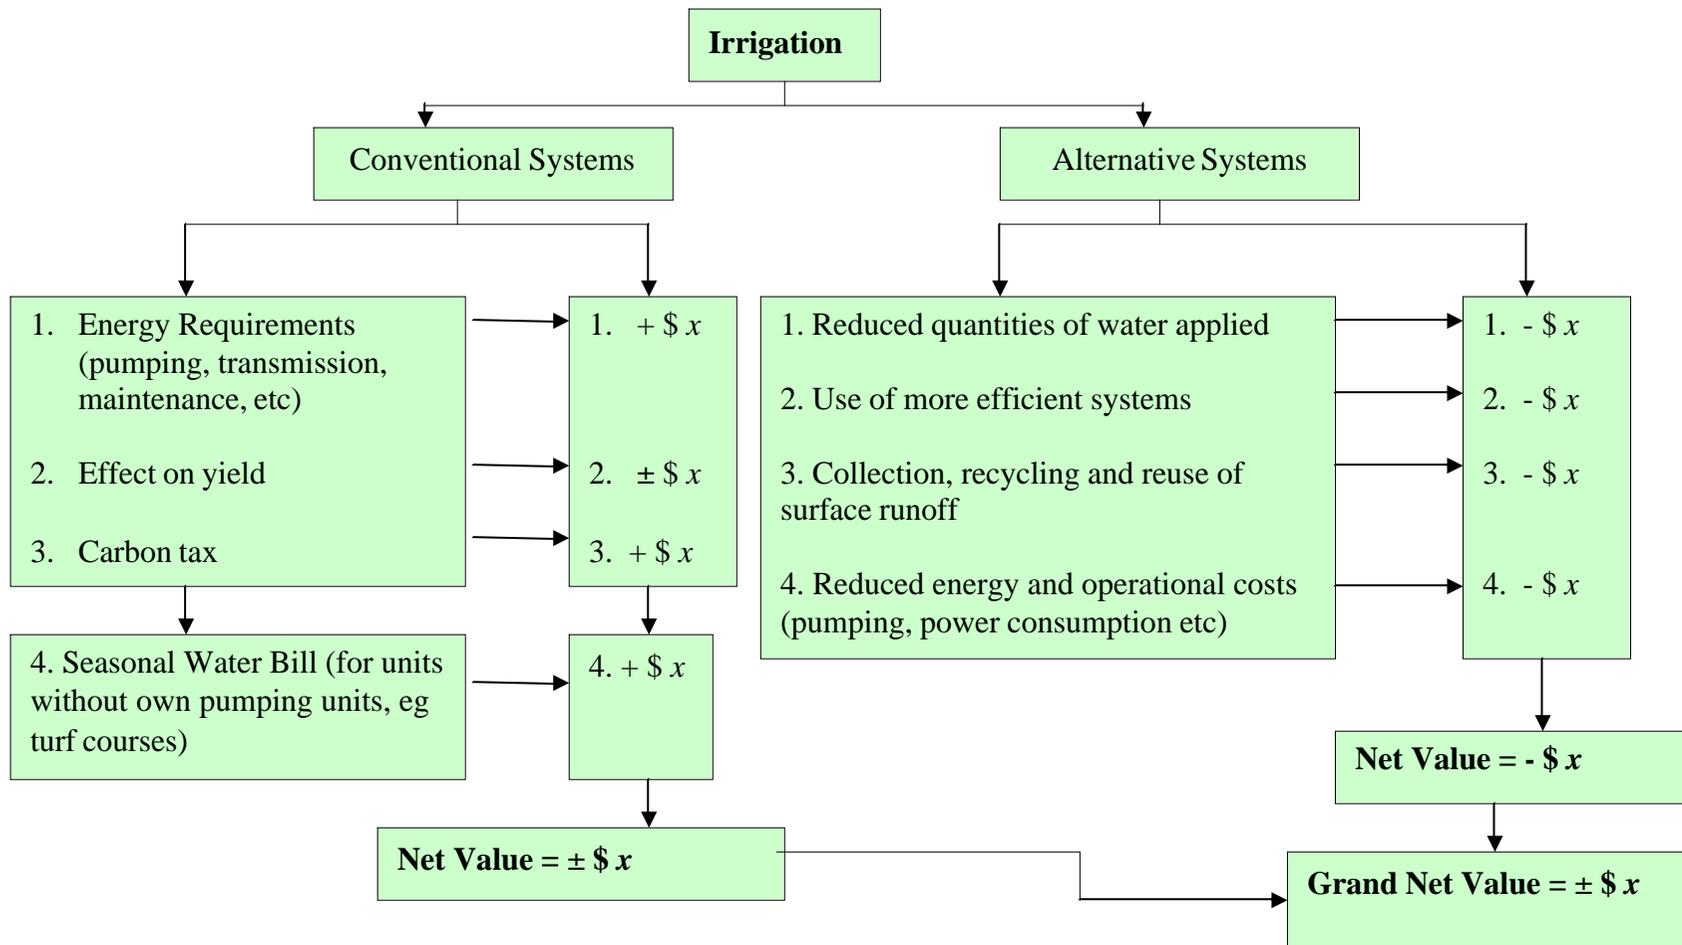 Irrigation
Conventional Systems
Alternative Systems
1. Energy Requirements
(pumping, transmission,
maintenance, etc)
2. Effect on yield
3. Carbon tax
1. + $ x
2. ± $ x
3. + $ x
1. Reduced quantities of water applied
2. Use of more efficient systems
3. Collection, recycling and reuse of
surface runoff
4. Reduced energy and operational costs
(pumping, power consumption etc)
1. - $ x
2. - $ x
3. - $ x
4. - $ x
4. Seasonal Water Bill (for units
without own pumping units, eg
turf courses)
4. + $ x
Net Value = - $ x
Net Value = ± $ x
Grand Net Value = ± $ x